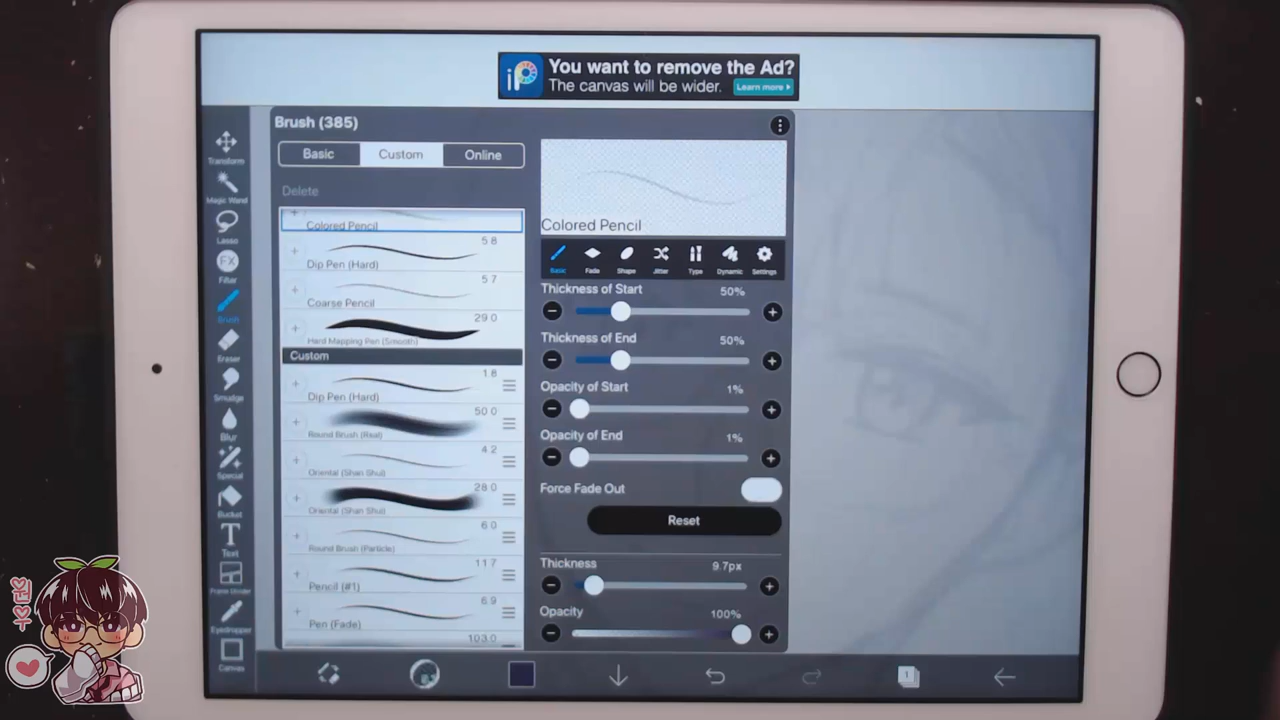 You want to remove the Ad?
The canvas will be wider.
Learn more
iP
Brush (385)
Basic
Custom
Online
Delete
Colored Pencil
5.8
Dip Pen (Hard)
5.7
Coarse Pencil
29.0
Hard Mapping Pen (Smooth)
Custom
1.8
Dip Pen (Hard)
50.0
Round Brush (Real)
4.2
Oriental (Shan Shui)
28.0
Oriental (Shan Shui)
6.0
Round Brush (Particle)
11.7
Pencil (#1)
6.9
Pen (Fade)
103.0
Colored Pencil
Basic
Fade
Shape
Jitter
Type
Dynamic
Settings
Thickness of Start
50%
Thickness of End
50%
Opacity of Start
1%
Opacity of End
1%
Force Fade Out
Reset
Thickness
9.7px
Opacity
100%
Transform
Magic Wand
Lasso
FX
Filter
Brush
Eraser
Smudge
Blur
Special
Bucket
T
Text
Frame Divider
Eyedropper
Canvas
1
원
우